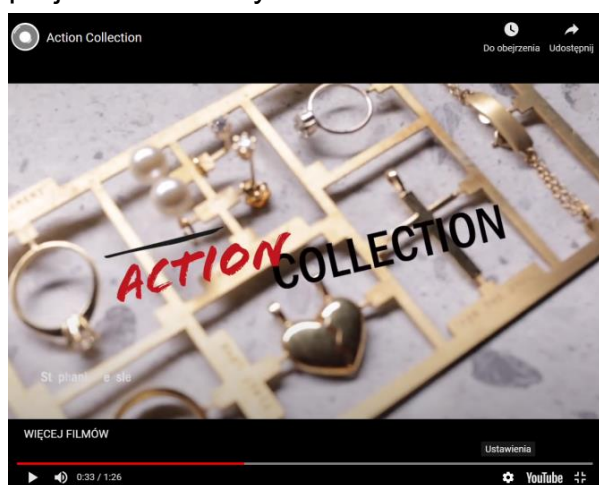 Action Collection
Do obejrzenia
Udostępnij
ACTION COLLECTION
WIĘCEJ FILMÓW
Ustawienia
0:33 / 1:26
YouTube